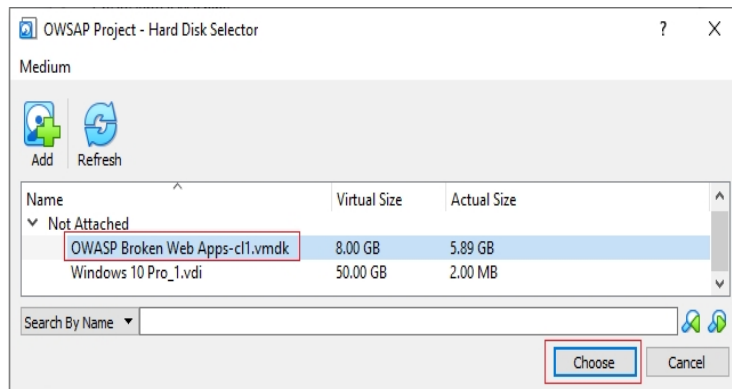 OWSAP Project - Hard Disk Selector ? X
Medium
Add Refresh
Name Virtual Size Actual Size
Not Attached
OWASP Broken Web Apps-cl1.vmdk 8.00 GB 5.89 GB
Windows 10 Pro_1.vdi 50.00 GB 2.00 MB
Search By Name
Choose Cancel